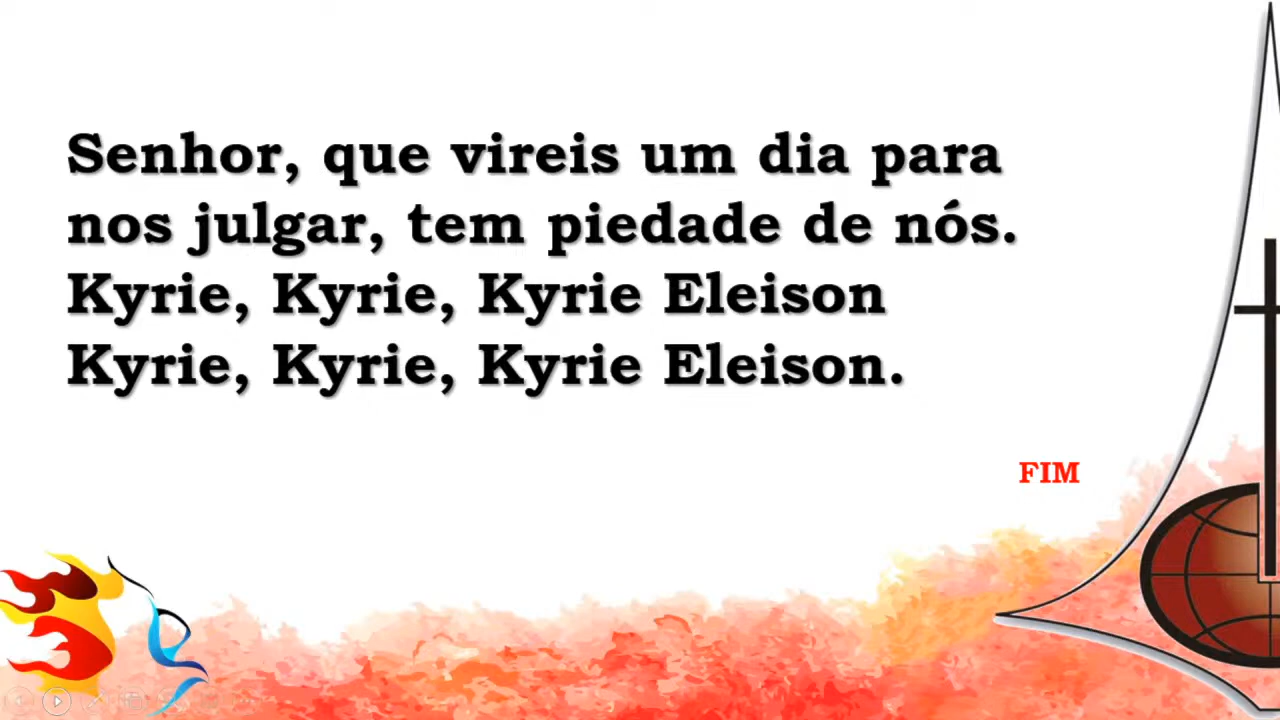 Senhor, que vireis um dia para
nos julgar, tem piedade de nós.
Kyrie, Kyrie, Kyrie Eleison
Kyrie, Kyrie, Kyrie Eleison.
FIM